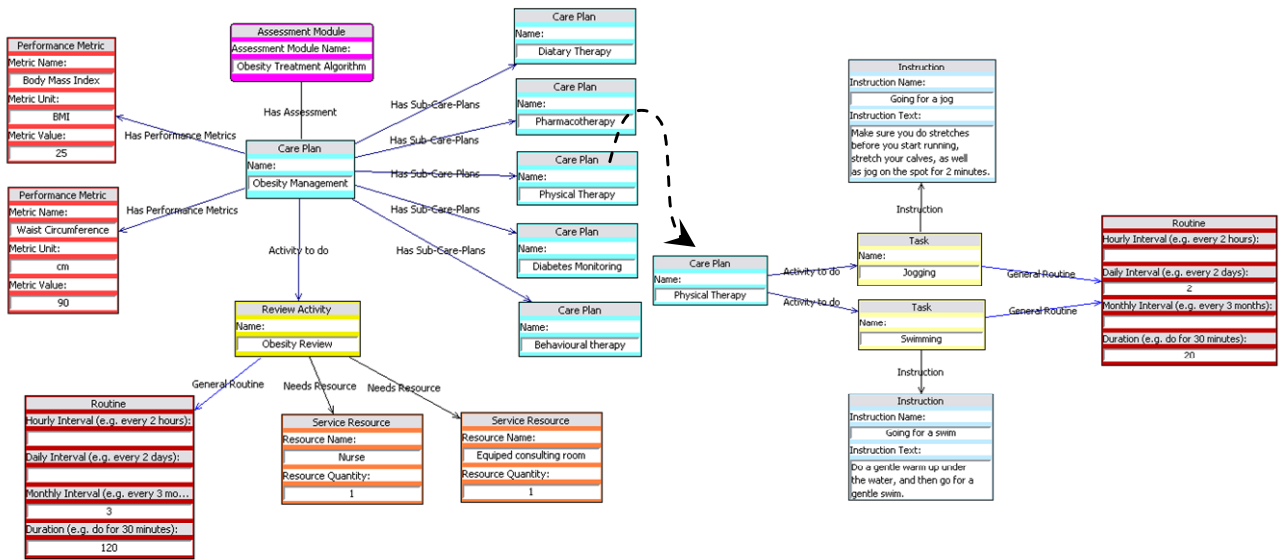 Performance Metric
Metric Name:
Body Mass Index
Metric Unit:
BMI
Metric Value:
25
Performance Metric
Metric Name:
Waist Circumference
Metric Unit:
cm
Metric Value:
90
Has Performance Metrics
Has Performance Metrics
Assessment Module
Assessment Module Name:
Obesity Treatment Algorithm
Has Assessment
Care Plan
Name:
Obesity Management
Activity to do
Review Activity
Name:
Obesity Review
General Routine
Needs Resource
Needs Resource
Routine
Hourly Interval (e.g. every 2 hours):
Daily Interval (e.g. every 2 days):
Monthly Interval (e.g. every 3 mo...
3
Duration (e.g. do for 30 minutes):
120
Service Resource
Resource Name:
Nurse
Resource Quantity:
1
Service Resource
Resource Name:
Equiped consulting room
Resource Quantity:
1
Has Sub-Care-Plans
Has Sub-Care-Plans
Has Sub-Care-Plans
Has Sub-Care-Plans
Has Sub-Care-Plans
Care Plan
Name:
Diatary Therapy
Care Plan
Name:
Pharmacotherapy
Care Plan
Name:
Physical Therapy
Care Plan
Name:
Diabetes Monitoring
Care Plan
Name:
Behavioural therapy
Care Plan
Name:
Physical Therapy
Activity to do
Activity to do
Instruction
Instruction Name:
Going for a jog
Instruction Text:
Make sure you do stretches
before you start running,
stretch your calves, as well
as jog on the spot for 2 minutes.
Instruction
Task
Name:
Jogging
Task
Name:
Swimming
Instruction
Instruction
Instruction Name:
Going for a swim
Instruction Text:
Do a gentle warm up under
the water, and then go for a
gentle swim.
General Routine
General Routine
Routine
Hourly Interval (e.g. every 2 hours):
Daily Interval (e.g. every 2 days):
2
Monthly Interval (e.g. every 3 months):
Duration (e.g. do for 30 minutes):
20